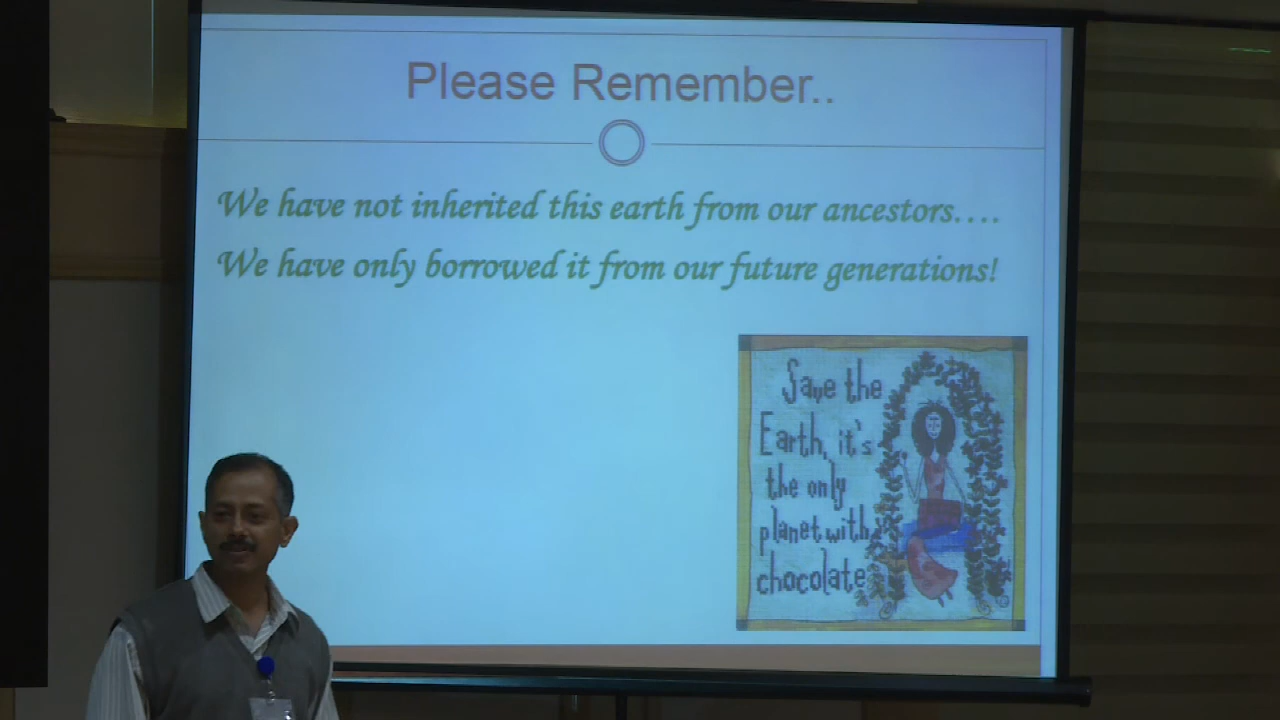 Please Remember..
We have not inherited this earth from our ancestors....
We have only borrowed it from our future generations!
Save the
Earth, it's
the only
planet with
chocolate